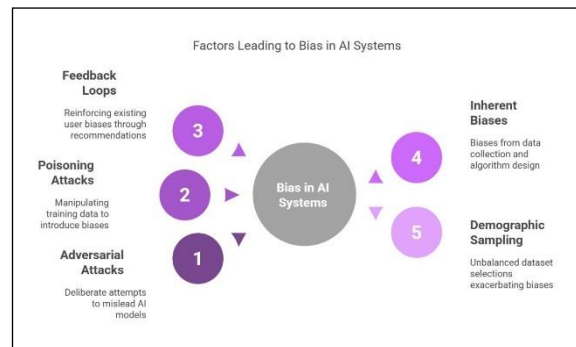 Factors Leading to Bias in AI Systems
Feedback
Loops
Reinforcing existing
user biases through
recommendations
3
Poisoning
Attacks
Manipulating
training data to
introduce biases
2
Adversarial
Attacks
Deliberate attempts
to mislead AI
models
1
Bias in AI
Systems
4
Inherent
Biases
Biases from data
collection and
algorithm design
5
Demographic
Sampling
Unbalanced dataset
selections
exacerbating biases